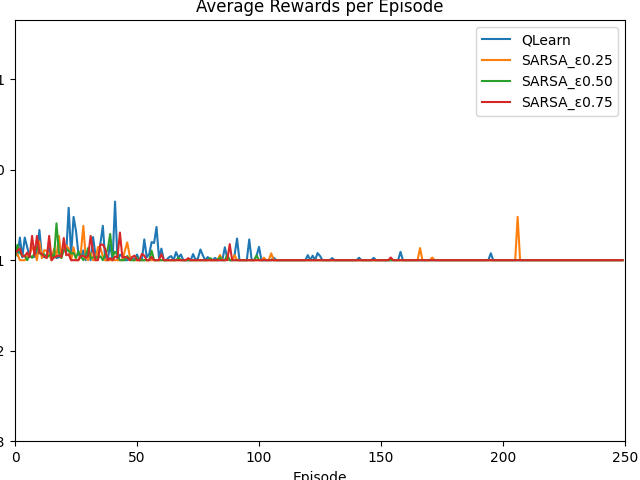 Average Rewards per Episode
QLearn
SARSA_ε0.25
SARSA_ε0.50
SARSA_ε0.75
1
0
1
2
3
0 50 100 150 200 250
Episode